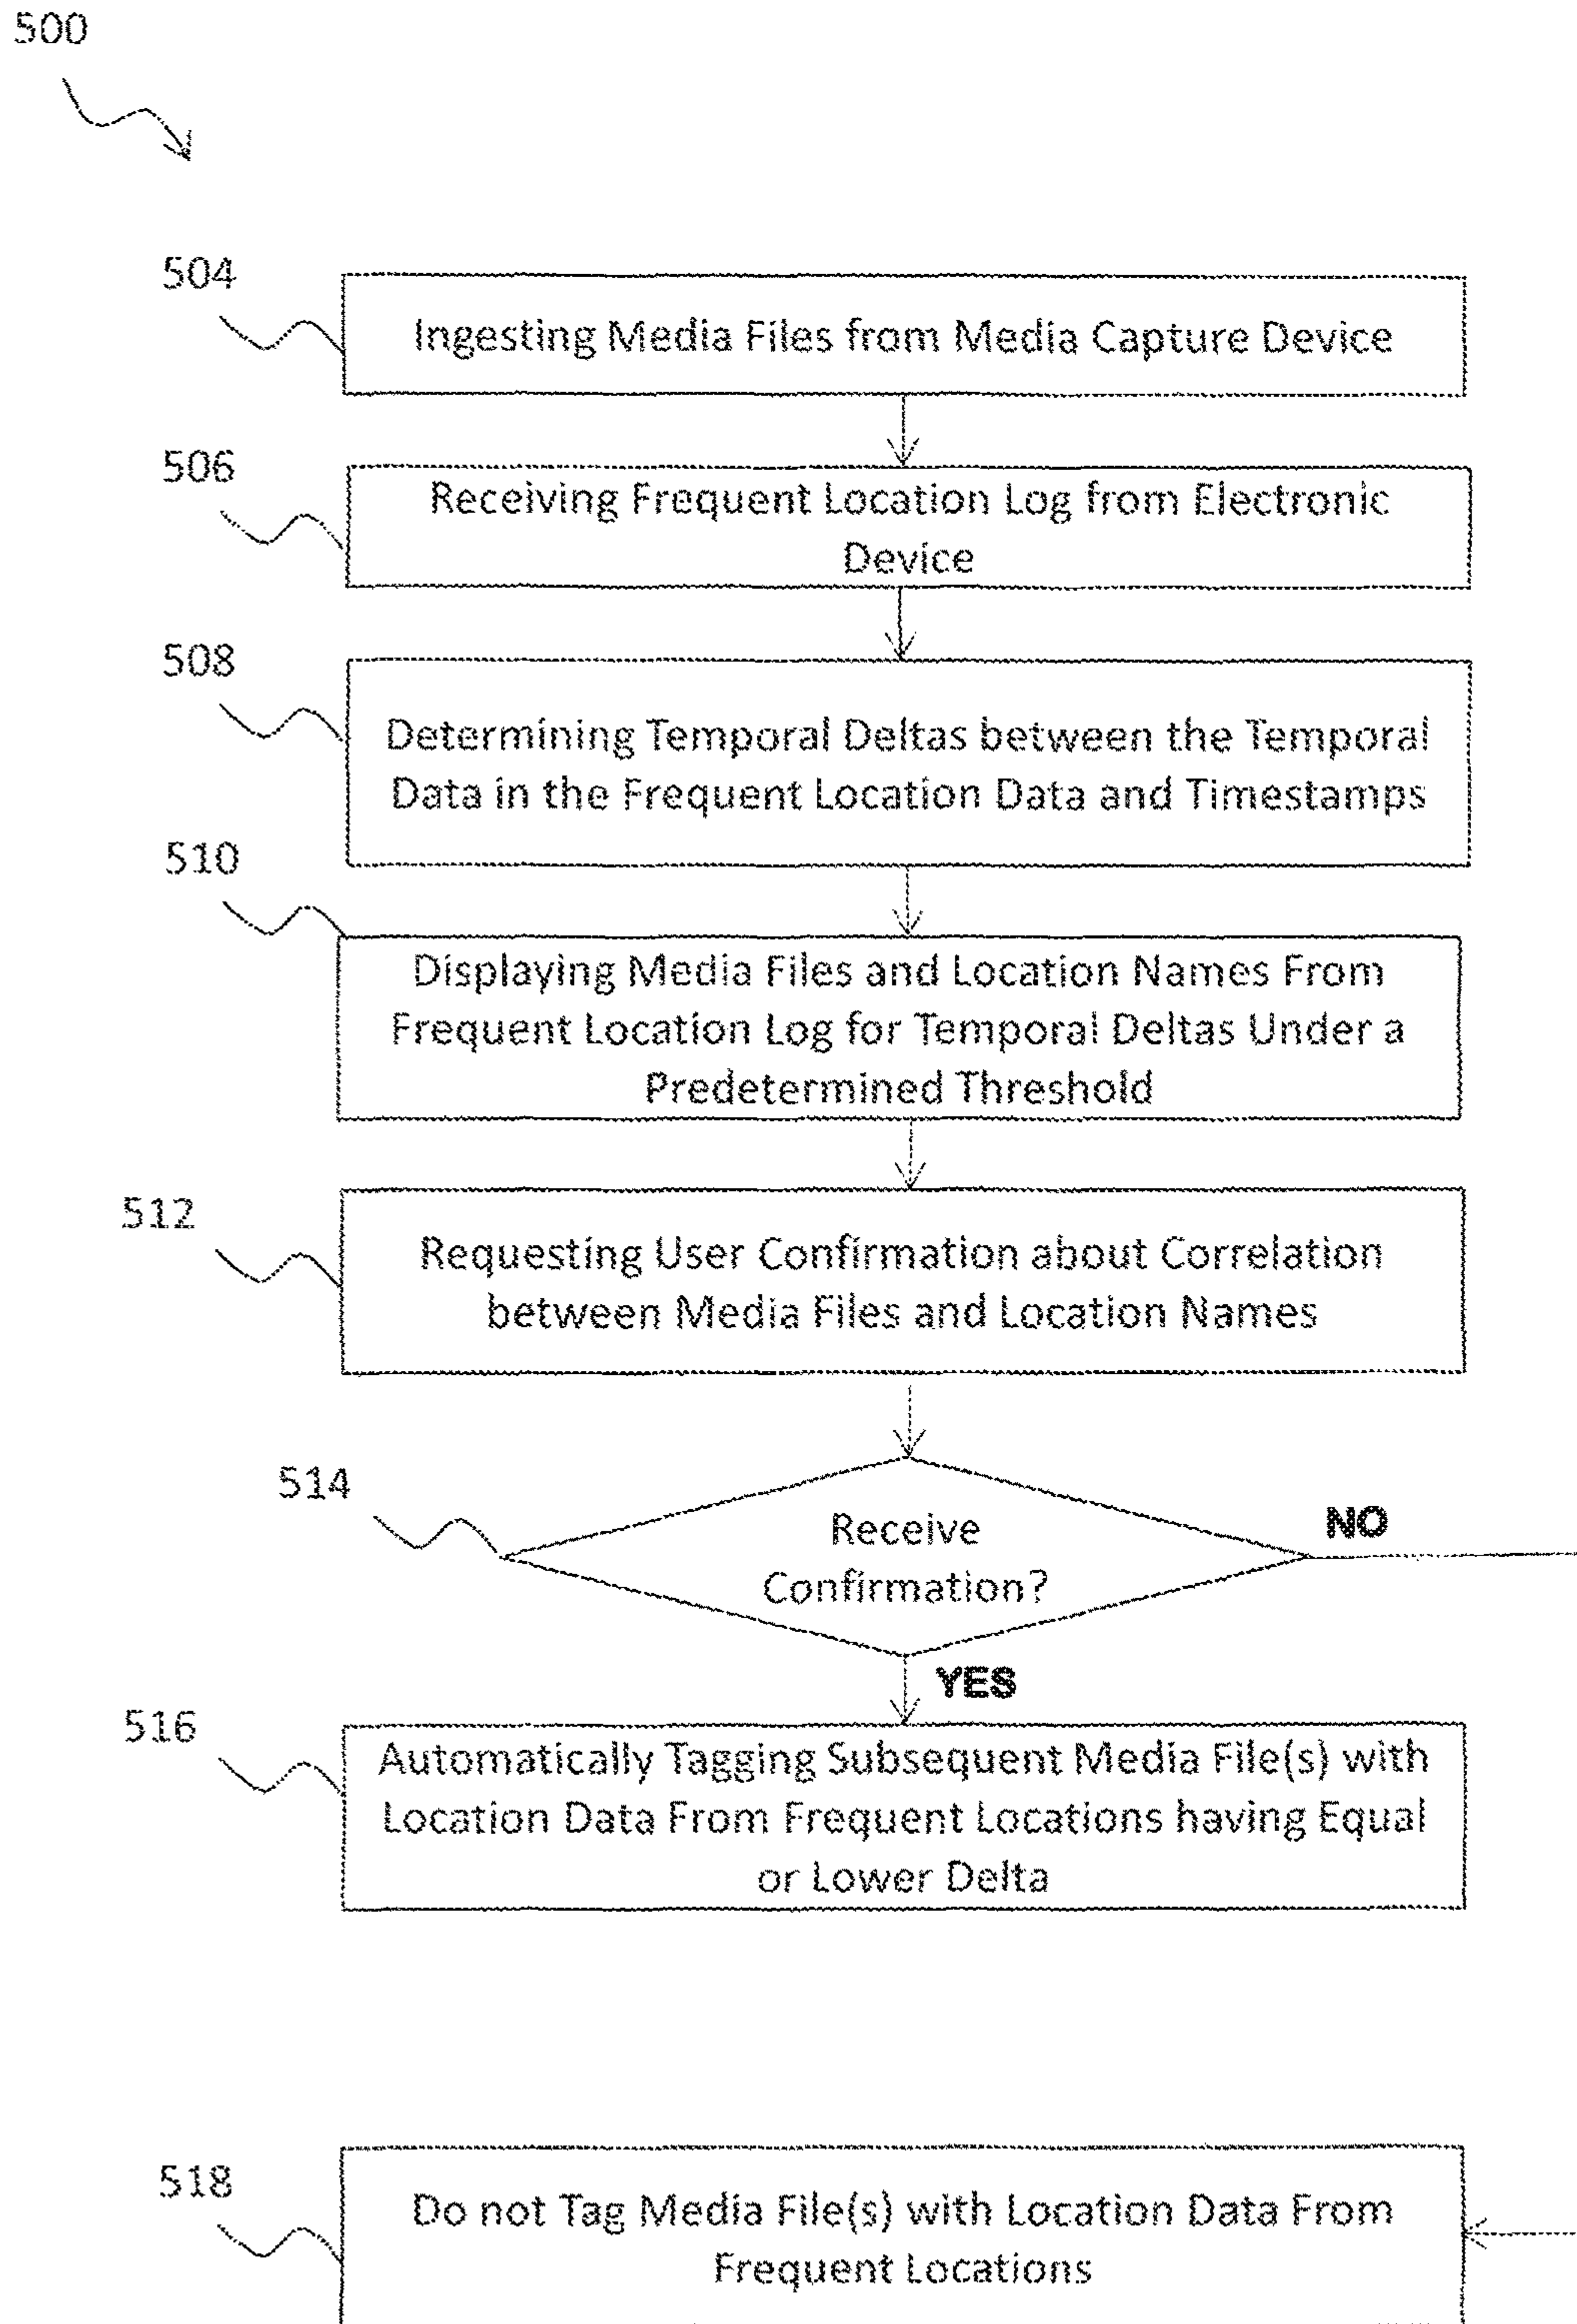 500
504
Ingesting Media Files from Media Capture Device
506
Receiving Frequent Location Log from Electronic
Device
508
Determining Temporal Deltas between the Temporal
Data in the Frequent Location Data and Timestamps
510
Displaying Media Files and Location Names From
Frequent Location Log for Temporal Deltas Under a
Predetermined Threshold
512
Requesting User Confirmation about Correlation
between Media Files and Location Names
514
Receive
Confirmation?
NO
YES
516
Automatically Tagging Subsequent Media File(s) with
Location Data From Frequent Locations having Equal
or Lower Delta
518
Do not Tag Media File(s) with Location Data From
Frequent Locations